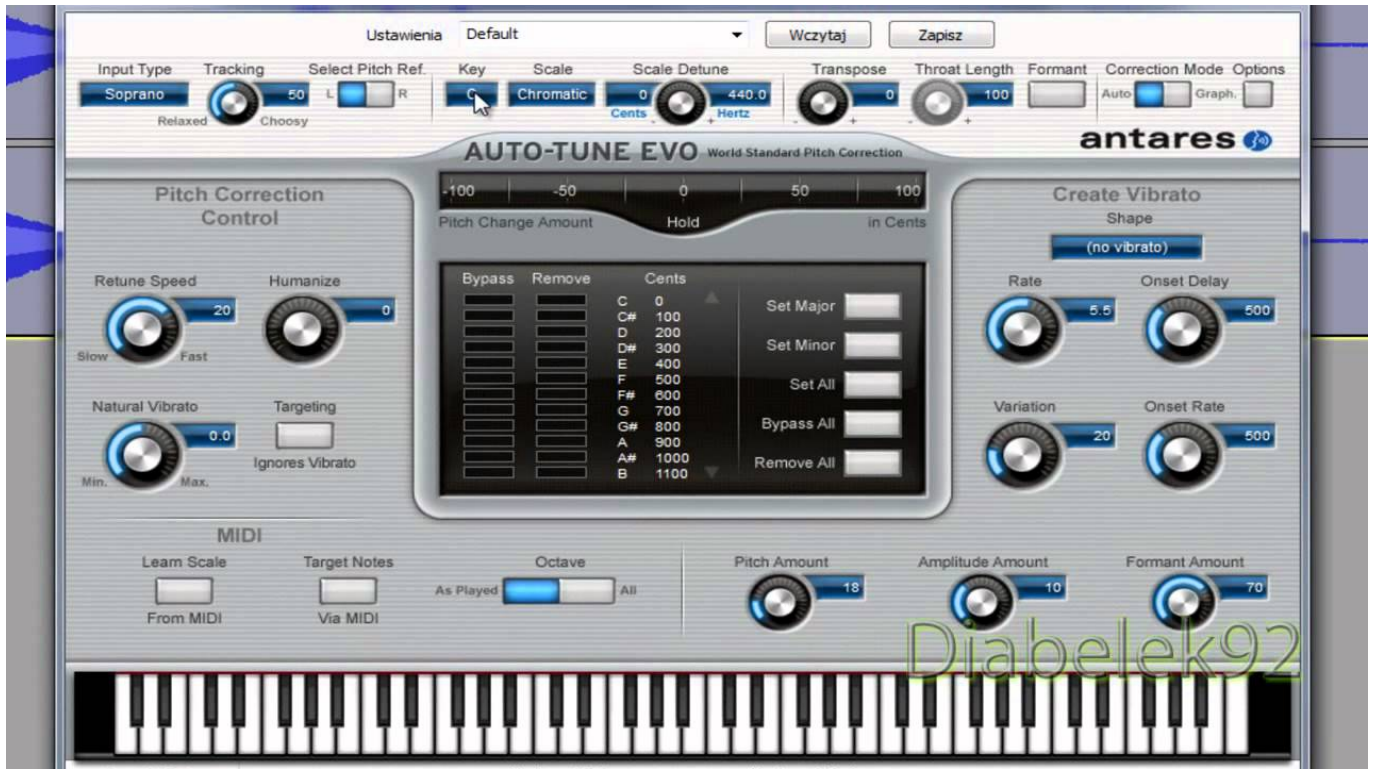 Ustawienia Default Wczytaj Zapisz
Input Type Tracking Select Pitch Ref. Key Scale Scale Detune Transpose Throat Length Formant Correction Mode Options
Soprano 50 L R C Chromatic 0 440.0 0 100 Auto Graph.
Relaxed Choosy Cents - + Hertz - + - +
antares
AUTO-TUNE EVO World Standard Pitch Correction
-100 -50 0 50 100
Pitch Change Amount Hold in Cents
Pitch Correction
Control
Retune Speed Humanize
20 0
Slow Fast
Natural Vibrato Targeting
0.0
Ignores Vibrato
Min. Max.
Bypass Remove Cents
C 0
C# 100
D 200
D# 300
E 400
F 500
F# 600
G 700
G# 800
A 900
A# 1000
B 1100
Set Major
Set Minor
Set All
Bypass All
Remove All
Create Vibrato
Shape
(no vibrato)
Rate Onset Delay
5.5 500
Variation Onset Rate
20 500
MIDI
Learn Scale Target Notes Octave
As Played All
From MIDI Via MIDI
Pitch Amount Amplitude Amount Formant Amount
18 10 70
Diabelek92